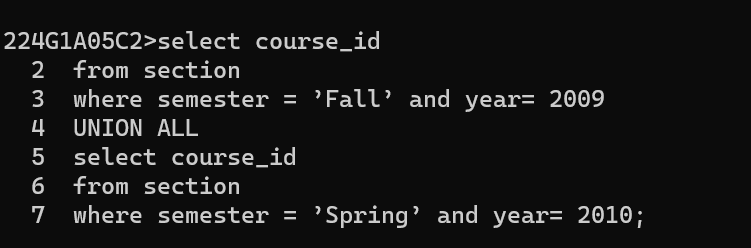 224G1A05C2>select course_id
2 from section
3 where semester = ’Fall’ and year= 2009
4 UNION ALL
5 select course_id
6 from section
7 where semester = ’Spring’ and year= 2010;